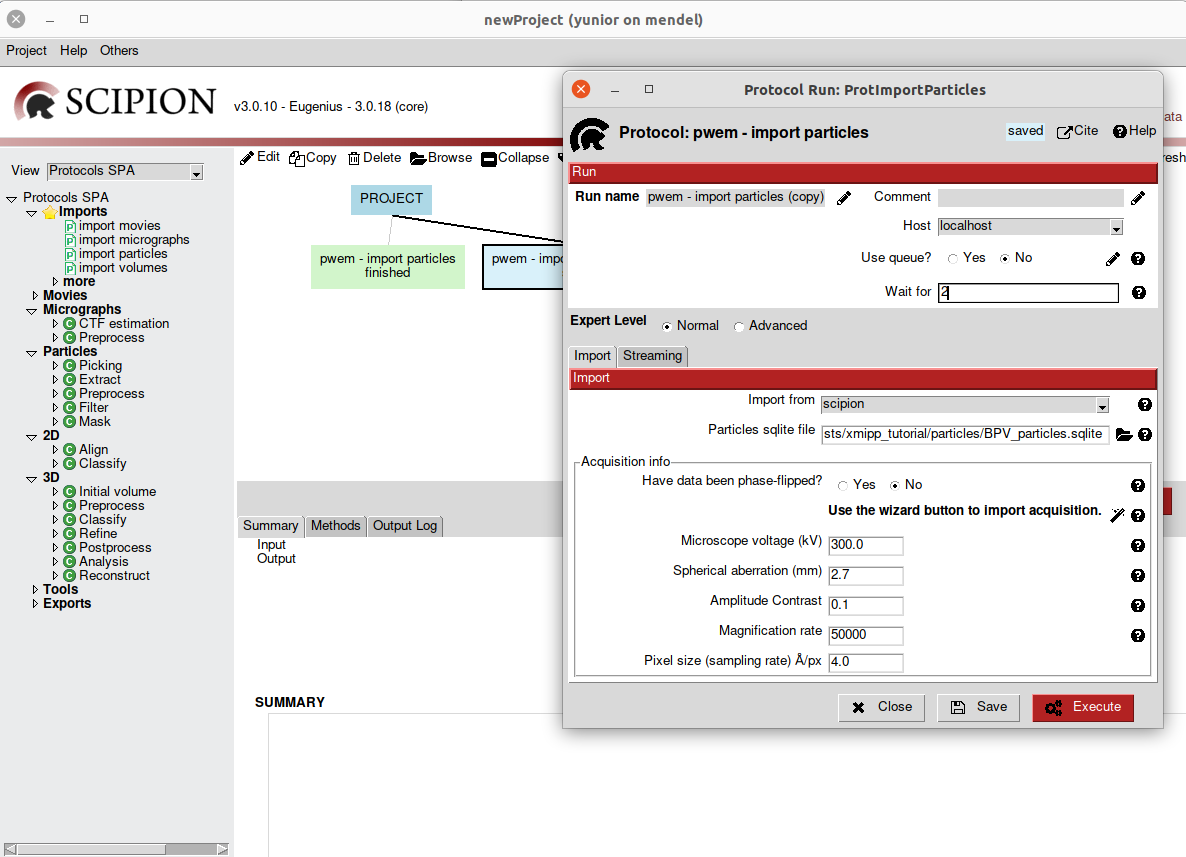 newProject (yunior on mendel)
Project Help Others
SCIPION v3.0.10 - Eugenius - 3.0.18 (core)
View Protocols SPA
Protocols SPA
Imports
import movies
import micrographs
import particles
import volumes
more
Movies
Micrographs
CTF estimation
Preprocess
Particles
Picking
Extract
Preprocess
Filter
Mask
2D
Align
Classify
3D
Initial volume
Preprocess
Classify
Refine
Postprocess
Analysis
Reconstruct
Tools
Exports
Edit Copy Delete Browse Collapse
PROJECT
pwem - import particles
finished
pwem - impo
Summary Methods Output Log
Input
Output
SUMMARY
Protocol Run: ProtImportParticles
Protocol: pwem - import particles saved Cite Help
Run
Run name pwem - import particles (copy) Comment
Host localhost
Use queue? Yes No
Wait for 2
Expert Level Normal Advanced
Import Streaming
Import
Import from scipion
Particles sqlite file sts/xmipp_tutorial/particles/BPV_particles.sqlite
Acquisition info
Have data been phase-flipped? Yes No
Use the wizard button to import acquisition.
Microscope voltage (kV) 300.0
Spherical aberration (mm) 2.7
Amplitude Contrast 0.1
Magnification rate 50000
Pixel size (sampling rate) Å/px 4.0
Close Save Execute
ata
resh